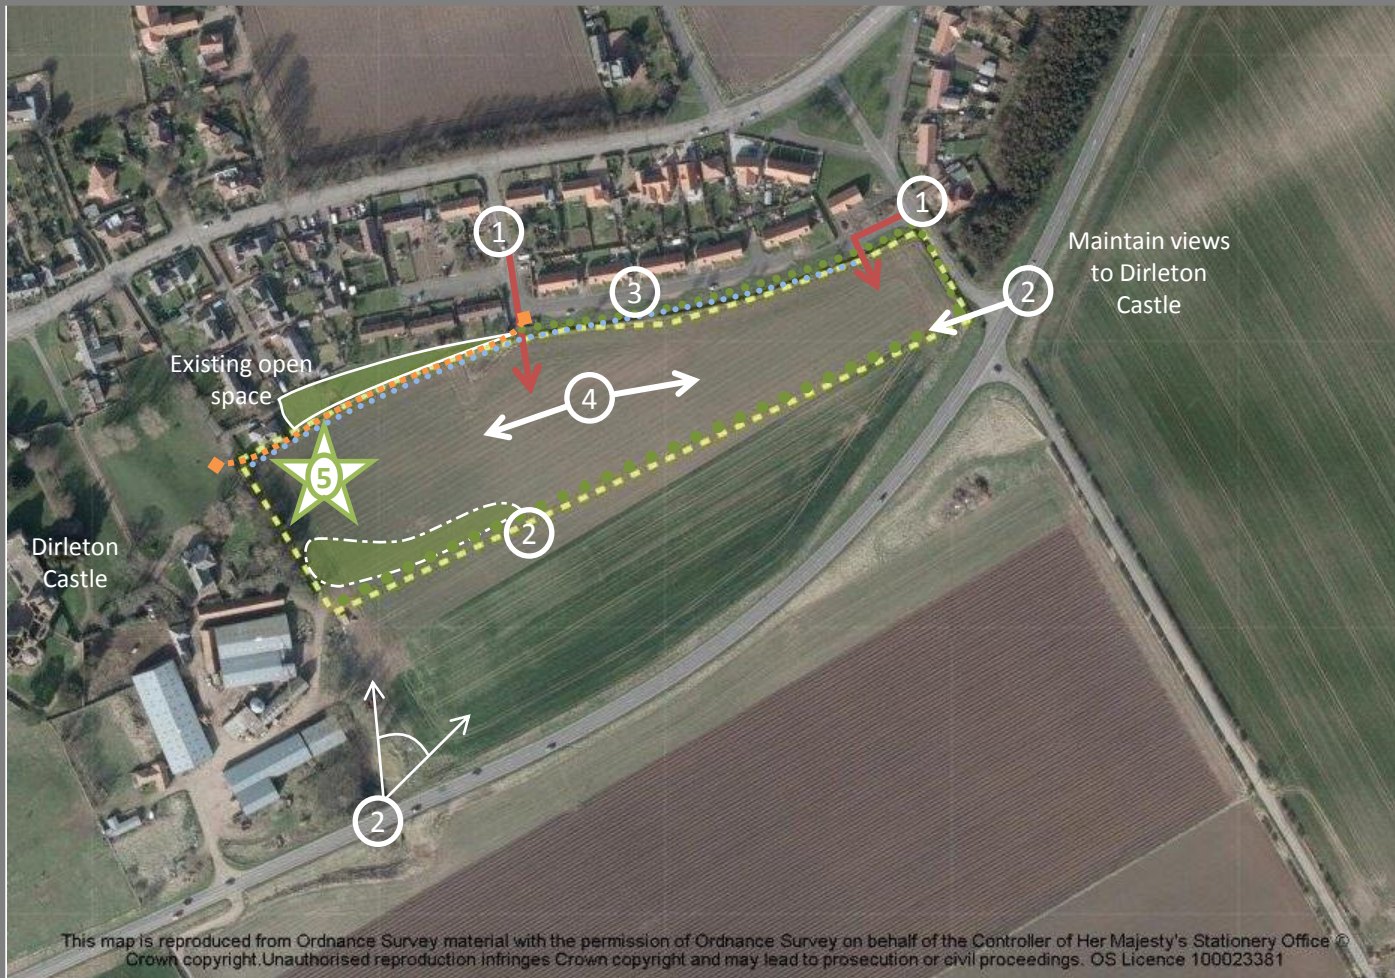 1
1
Maintain views
to Dirleton
Castle
2
3
Existing open
space
4
5
2
Dirleton
Castle
2
This map is reproduced from Ordnance Survey material with the permission of Ordnance Survey on behalf of the Controller of Her Majesty's Stationery Office ©
Crown copyright.Unauthorised reproduction infringes Crown copyright and may lead to prosecution or civil proceedings. OS Licence 100023381